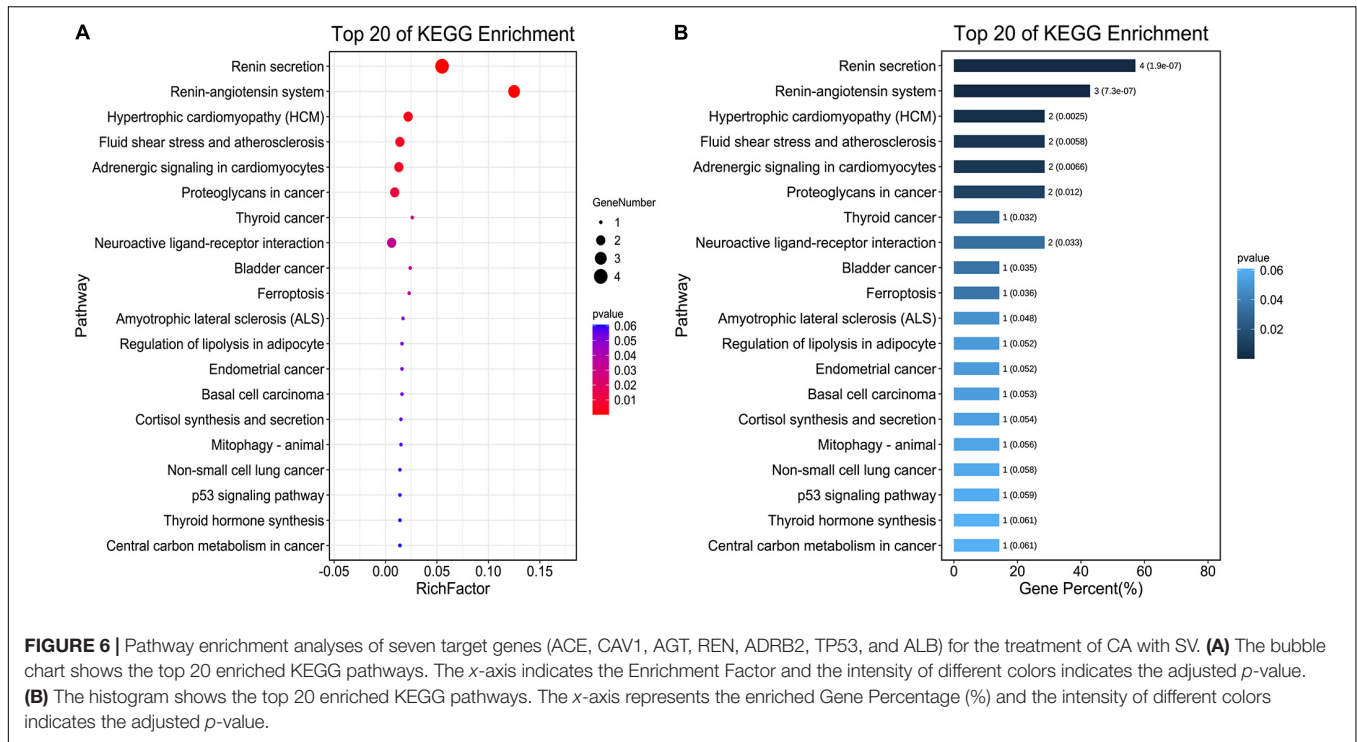 A
Top 20 of KEGG Enrichment
Pathway
Renin secretion
Renin-angiotensin system
Hypertrophic cardiomyopathy (HCM)
Fluid shear stress and atherosclerosis
Adrenergic signaling in cardiomyocytes
Proteoglycans in cancer
Thyroid cancer
Neuroactive ligand-receptor interaction
Bladder cancer
Ferroptosis
Amyotrophic lateral sclerosis (ALS)
Regulation of lipolysis in adipocyte
Endometrial cancer
Basal cell carcinoma
Cortisol synthesis and secretion
Mitophagy - animal
Non-small cell lung cancer
p53 signaling pathway
Thyroid hormone synthesis
Central carbon metabolism in cancer
-0.05 0.00 0.05 0.10 0.15
RichFactor
GeneNumber
1
2
3
4
pvalue
0.06
0.05
0.04
0.03
0.02
0.01
B
Top 20 of KEGG Enrichment
Pathway
Renin secretion 4 (1.9e-07)
Renin-angiotensin system 3 (7.3e-07)
Hypertrophic cardiomyopathy (HCM) 2 (0.0025)
Fluid shear stress and atherosclerosis 2 (0.0058)
Adrenergic signaling in cardiomyocytes 2 (0.0066)
Proteoglycans in cancer 2 (0.012)
Thyroid cancer 1 (0.032)
Neuroactive ligand-receptor interaction 2 (0.033)
Bladder cancer 1 (0.035)
Ferroptosis 1 (0.036)
Amyotrophic lateral sclerosis (ALS) 1 (0.048)
Regulation of lipolysis in adipocyte 1 (0.052)
Endometrial cancer 1 (0.052)
Basal cell carcinoma 1 (0.053)
Cortisol synthesis and secretion 1 (0.054)
Mitophagy - animal 1 (0.056)
Non-small cell lung cancer 1 (0.058)
p53 signaling pathway 1 (0.059)
Thyroid hormone synthesis 1 (0.061)
Central carbon metabolism in cancer 1 (0.061)
0 20 40 60 80
Gene Percent(%)
pvalue
0.06
0.04
0.02
FIGURE 6 | Pathway enrichment analyses of seven target genes (ACE, CAV1, AGT, REN, ADRB2, TP53, and ALB) for the treatment of CA with SV. (A) The bubble
chart shows the top 20 enriched KEGG pathways. The x-axis indicates the Enrichment Factor and the intensity of different colors indicates the adjusted p-value.
(B) The histogram shows the top 20 enriched KEGG pathways. The x-axis represents the enriched Gene Percentage (%) and the intensity of different colors
indicates the adjusted p-value.